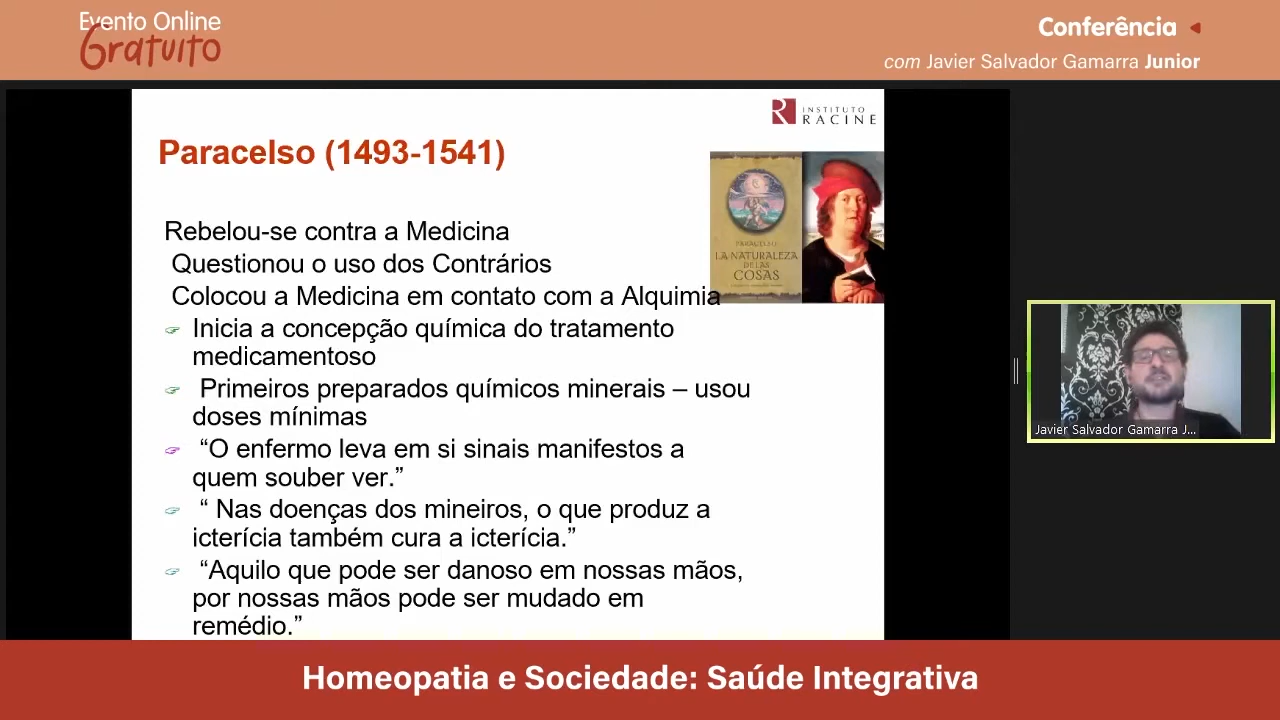 Evento Online
Gratuito
Conferência
com Javier Salvador Gamarra Junior
INSTITUTO
RACINE
Paracelso (1493-1541)
PARACELSO
LA NATURALEZA
DE LAS
COSAS
Rebelou-se contra a Medicina
Questionou o uso dos Contrários
Colocou a Medicina em contato com a Alquimia
Inicia a concepção química do tratamento
medicamentoso
Primeiros preparados químicos minerais – usou
doses mínimas
“O enfermo leva em si sinais manifestos a
quem souber ver.”
“ Nas doenças dos mineiros, o que produz a
icterícia também cura a icterícia.”
“Aquilo que pode ser danoso em nossas mãos,
por nossas mãos pode ser mudado em
remédio.”
Javier Salvador Gamarra J...
Homeopatia e Sociedade: Saúde Integrativa